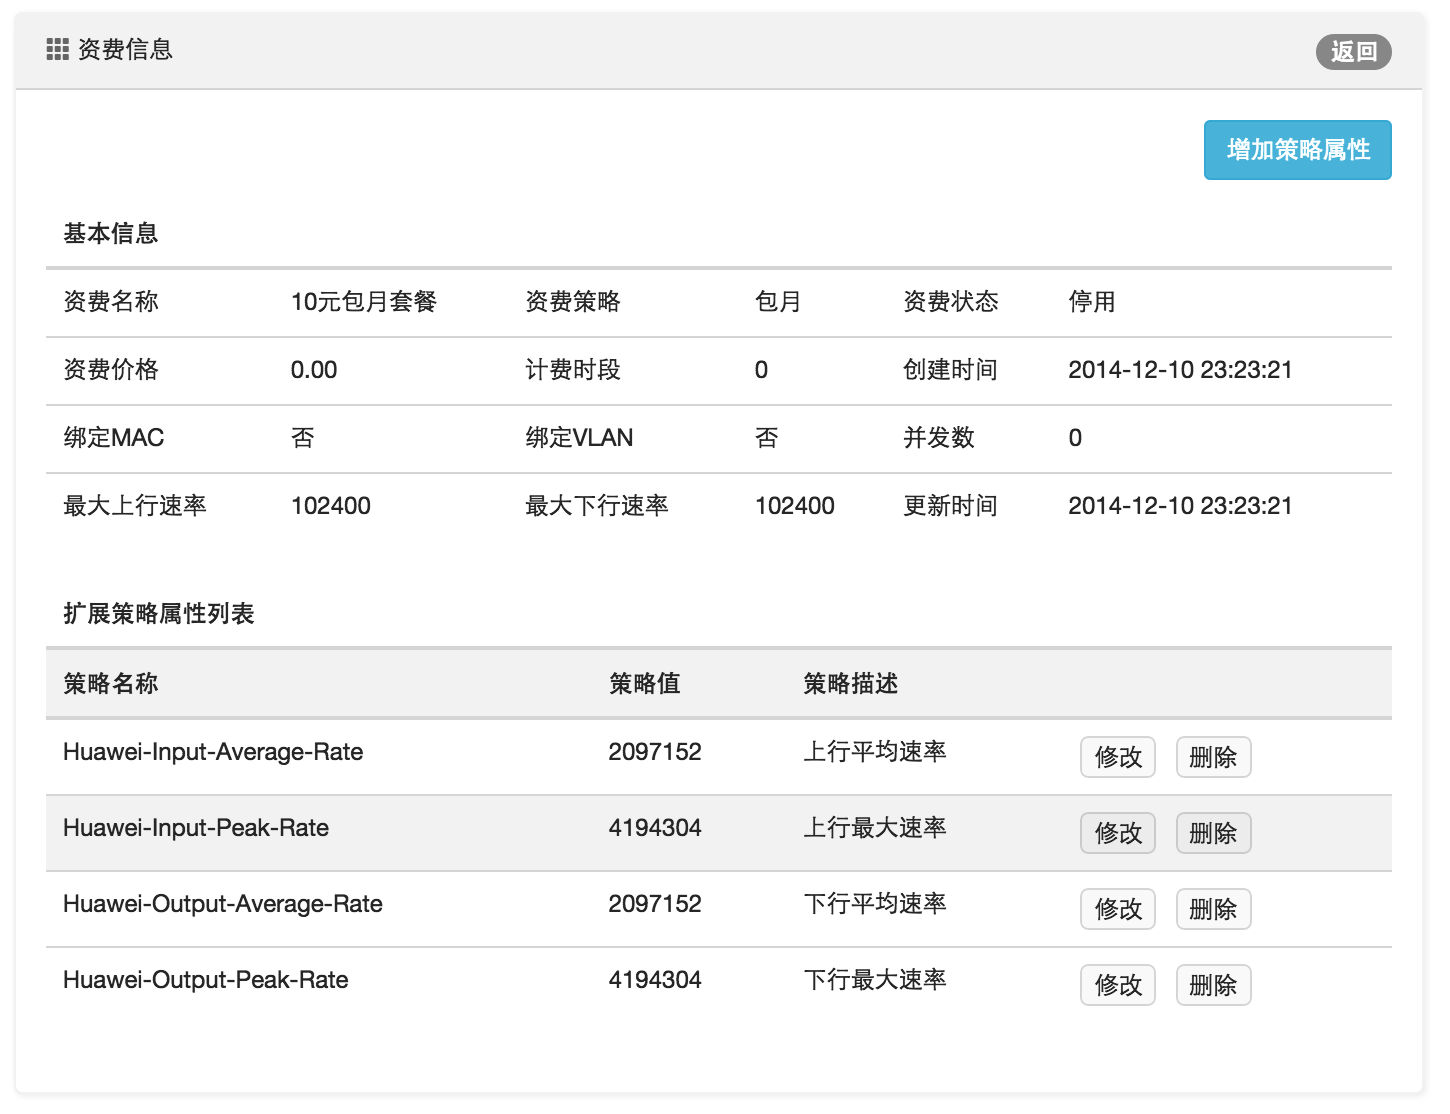 资费信息
返回
增加策略属性
基本信息
资费名称 10元包月套餐 资费策略 包月 资费状态 停用
资费价格 0.00 计费时段 0 创建时间 2014-12-10 23:23:21
绑定MAC 否 绑定VLAN 否 并发数 0
最大上行速率 102400 最大下行速率 102400 更新时间 2014-12-10 23:23:21
扩展策略属性列表
策略名称 策略值 策略描述
Huawei-Input-Average-Rate 2097152 上行平均速率 修改 删除
Huawei-Input-Peak-Rate 4194304 上行最大速率 修改 删除
Huawei-Output-Average-Rate 2097152 下行平均速率 修改 删除
Huawei-Output-Peak-Rate 4194304 下行最大速率 修改 删除